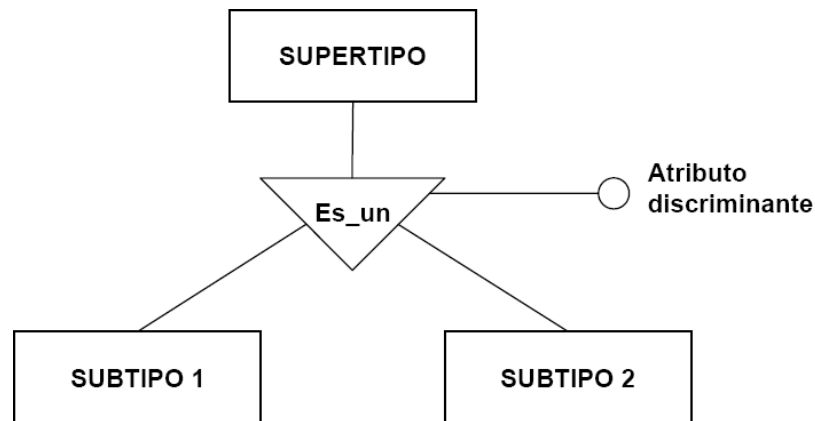 SUPERTIPO
Es_un
Atributo
discriminante
SUBTIPO 1
SUBTIPO 2